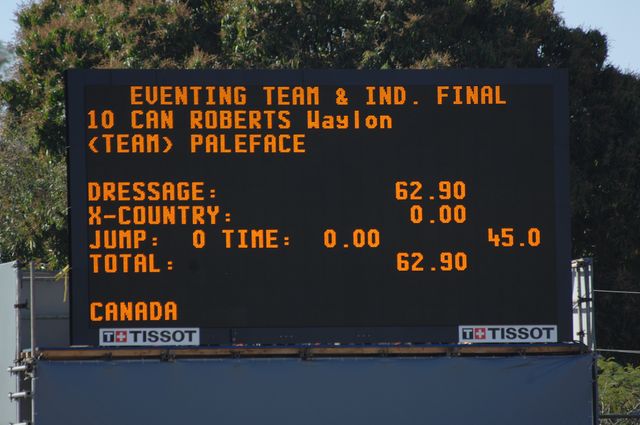 EVENTING TEAM & IND. FINAL
10 CAN ROBERTS Waylon
<TEAM> PALEFACE
DRESSAGE: 62.90
X-COUNTRY: 0.00
JUMP: 0 TIME: 0.00 45.0
TOTAL: 62.90
CANADA
T+ TISSOT T+ TISSOT